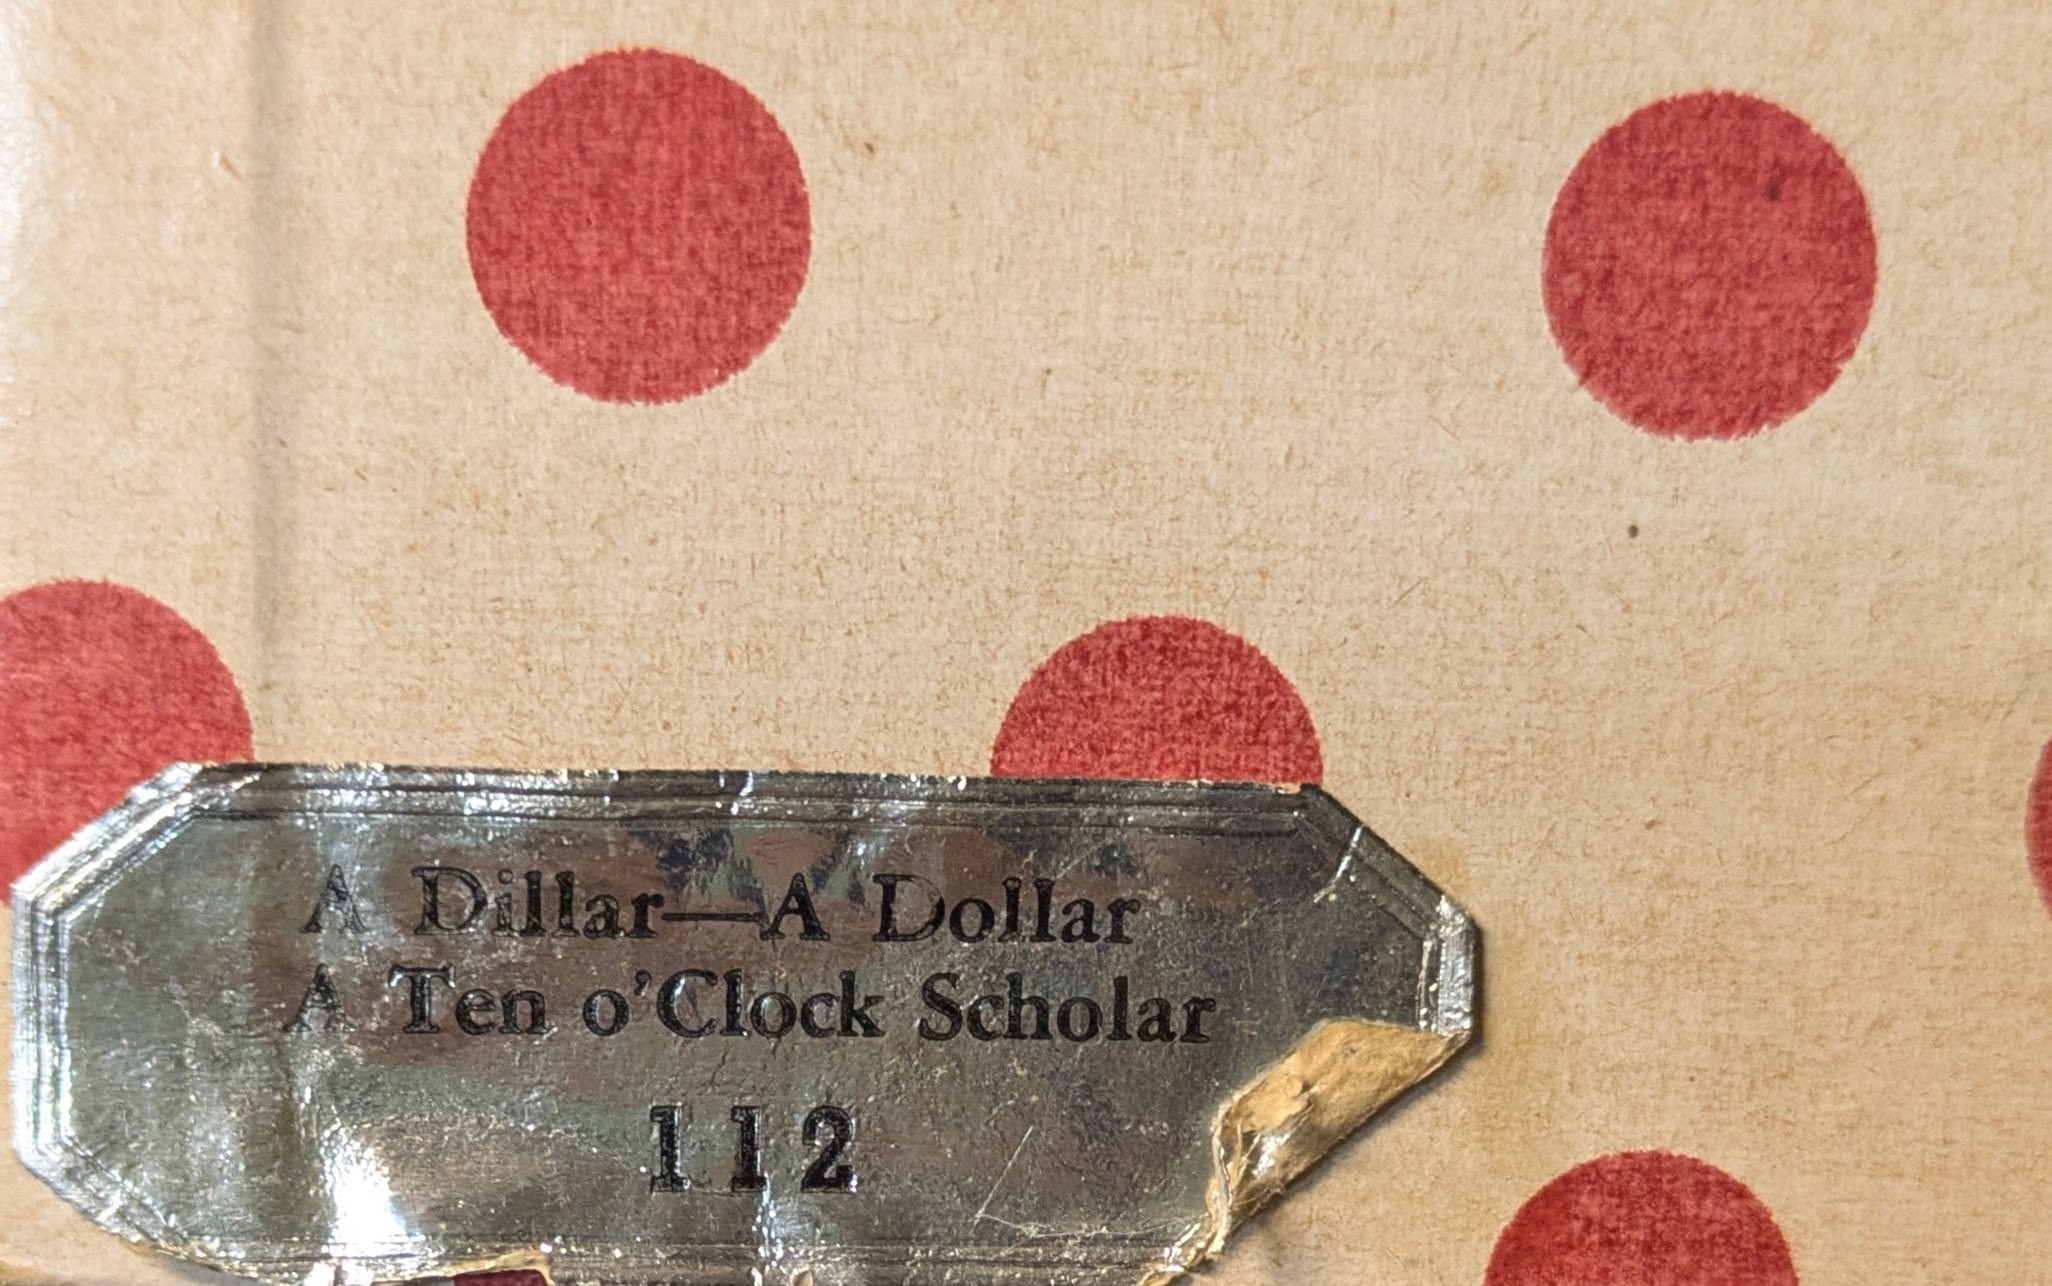 A Dillar—A Dollar
A Ten o'Clock Scholar
112